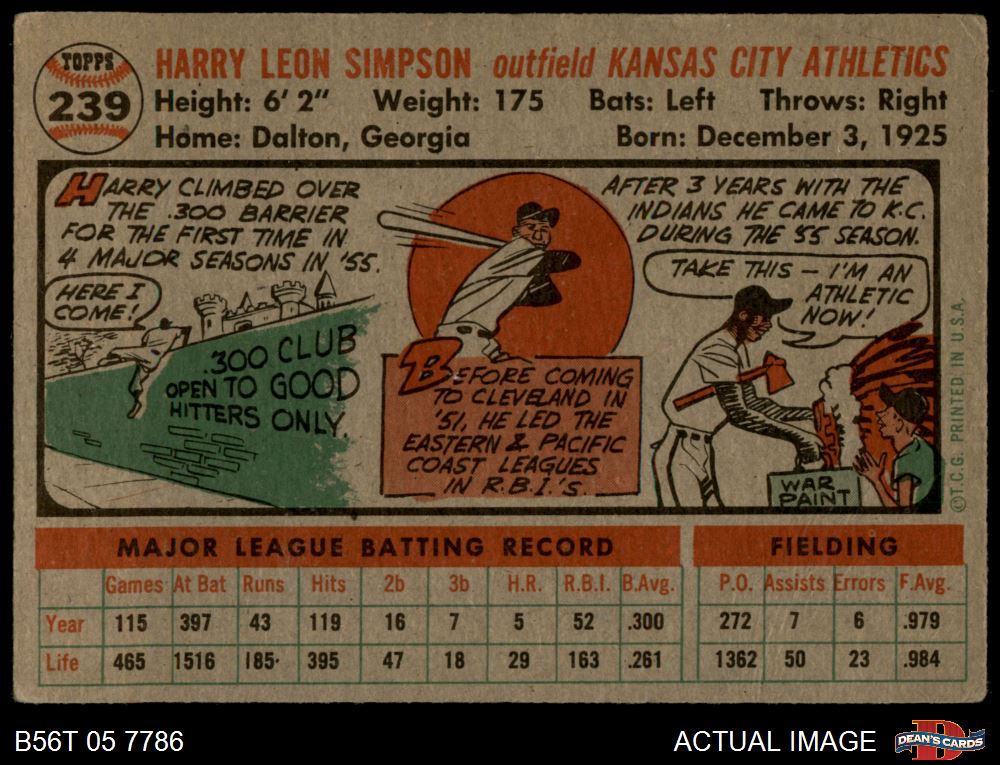 TOPPS
239
HARRY LEON SIMPSON outfield KANSAS CITY ATHLETICS
Height: 6' 2" Weight: 175 Bats: Left Throws: Right
Home: Dalton, Georgia Born: December 3, 1925
HARRY CLIMBED OVER
THE .300 BARRIER
FOR THE FIRST TIME IN
4 MAJOR SEASONS IN '55.
HERE I
COME!
.300 CLUB
OPEN TO GOOD
HITTERS ONLY.
BEFORE COMING
TO CLEVELAND IN
'51, HE LED THE
EASTERN & PACIFIC
COAST LEAGUES
IN R.B.I.'S.
AFTER 3 YEARS WITH THE
INDIANS HE CAME TO K.C.
DURING THE '55 SEASON.
TAKE THIS — I'M AN
ATHLETIC
NOW!
WAR
PAINT
©T.C.G. PRINTED IN U.S.A.
MAJOR LEAGUE BATTING RECORD FIELDING
Games At Bat Runs Hits 2b 3b H.R. R.B.I. B.Avg. P.O. Assists Errors F.Avg.
Year 115 397 43 119 16 7 5 52 .300 272 7 6 .979
Life 465 1516 185 395 47 18 29 163 .261 1362 50 23 .984
B56T 05 7786 ACTUAL IMAGE DEAN'S CARDS